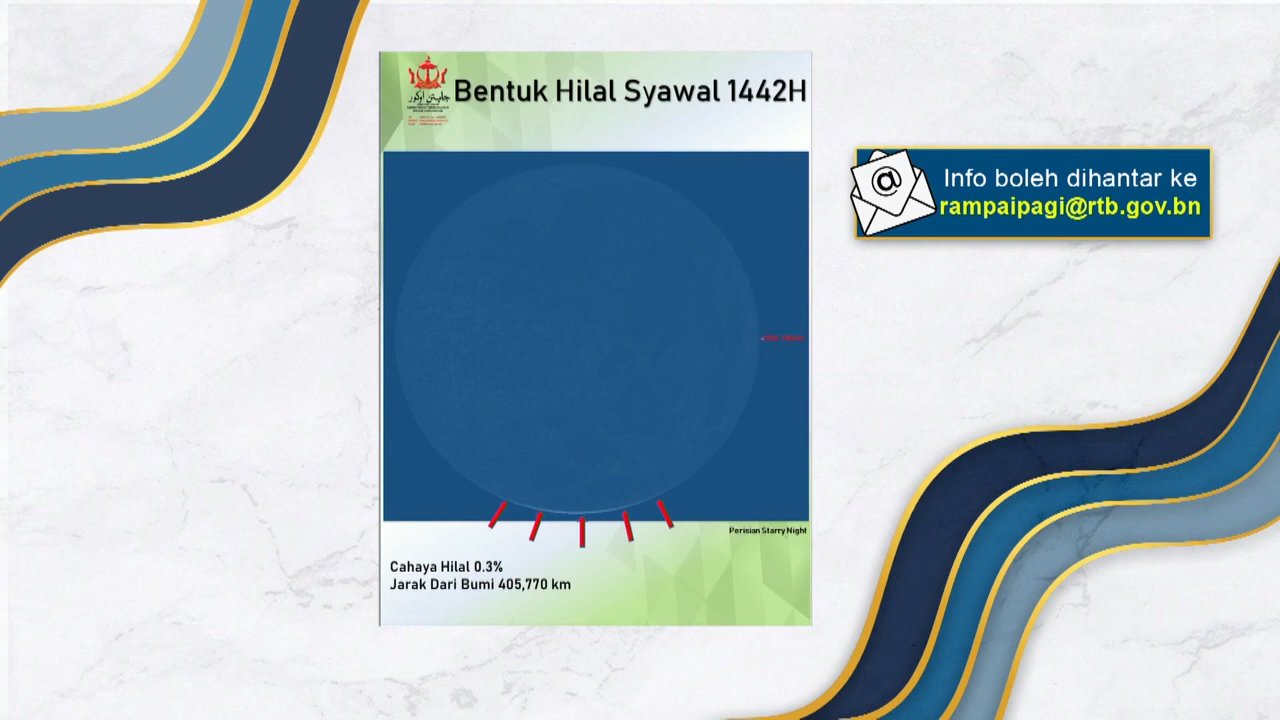 Bentuk Hilal Syawal 1442H
Info boleh dihantar ke
rampaipagi@rtb.gov.bn
Perisian Starry Night
Cahaya Hilal 0.3%
Jarak Dari Bumi 405,770 km